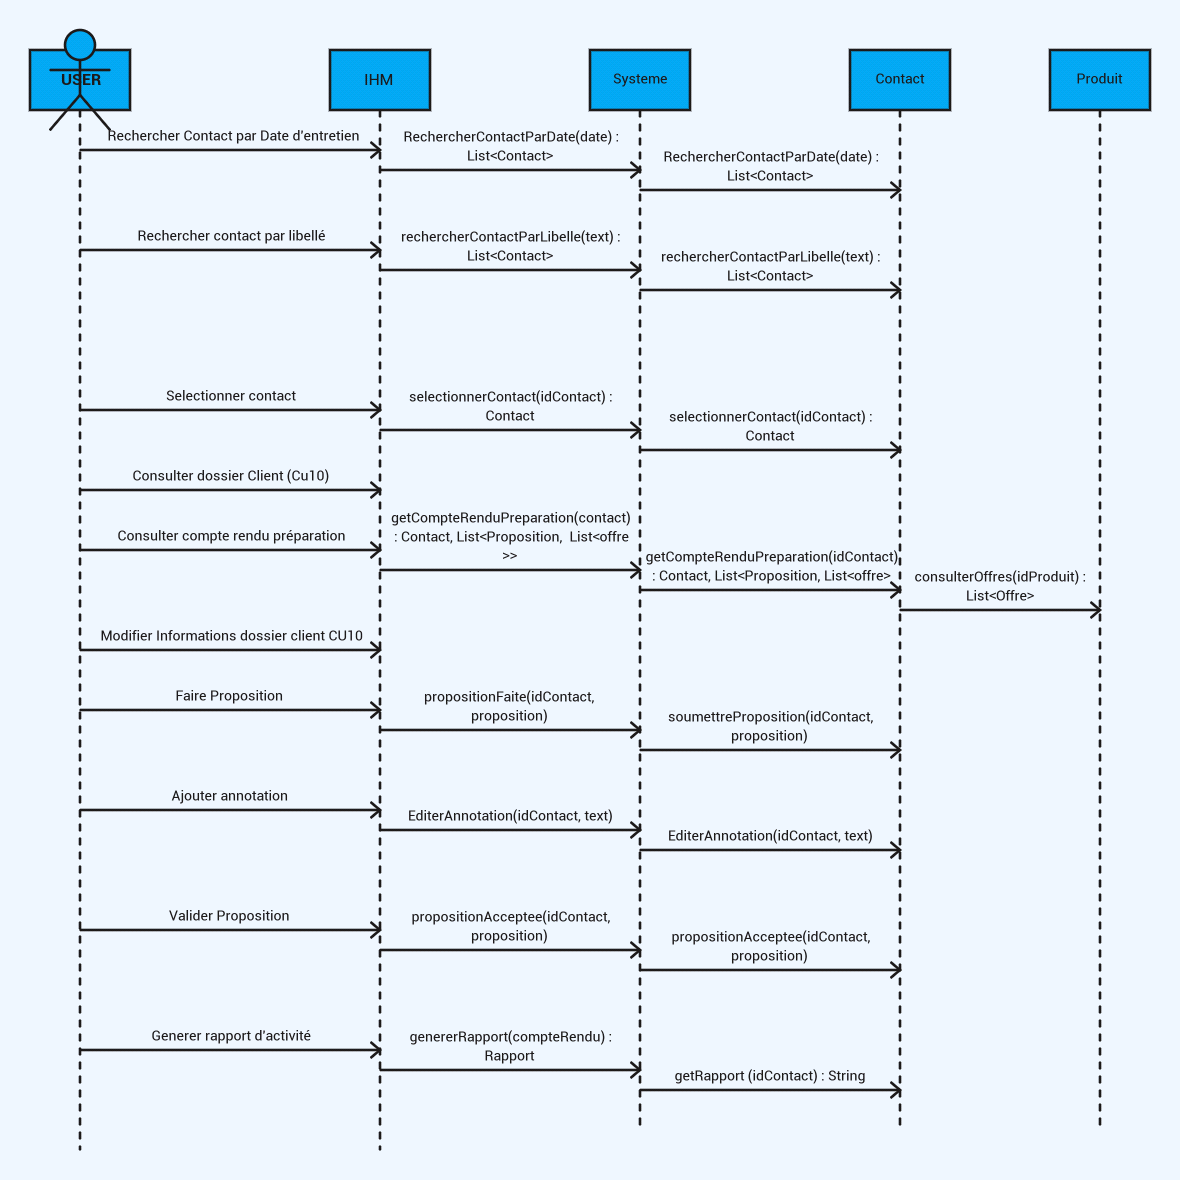 USER
IHM
Systeme
Contact
Produit
Rechercher Contact par Date d'entretien
RechercherContactParDate(date) :
List<Contact>
RechercherContactParDate(date) :
List<Contact>
Rechercher contact par libellé
rechercherContactParLibelle(text) :
List<Contact>
rechercherContactParLibelle(text) :
List<Contact>
Selectionner contact
selectionnerContact(idContact) :
Contact
selectionnerContact(idContact) :
Contact
Consulter dossier Client (Cu10)
Consulter compte rendu préparation
getCompteRenduPreparation(contact)
: Contact, List<Proposition,  List<offre
>>
getCompteRenduPreparation(idContact)
: Contact, List<Proposition, List<offre>
consulterOffres(idProduit) :
List<Offre>
Modifier Informations dossier client CU10
Faire Proposition
propositionFaite(idContact,
proposition)
soumettreProposition(idContact,
proposition)
Ajouter annotation
EditerAnnotation(idContact, text)
EditerAnnotation(idContact, text)
Valider Proposition
propositionAcceptee(idContact,
proposition)
propositionAcceptee(idContact,
proposition)
Generer rapport d'activité
genererRapport(compteRendu) :
Rapport
getRapport (idContact) : String